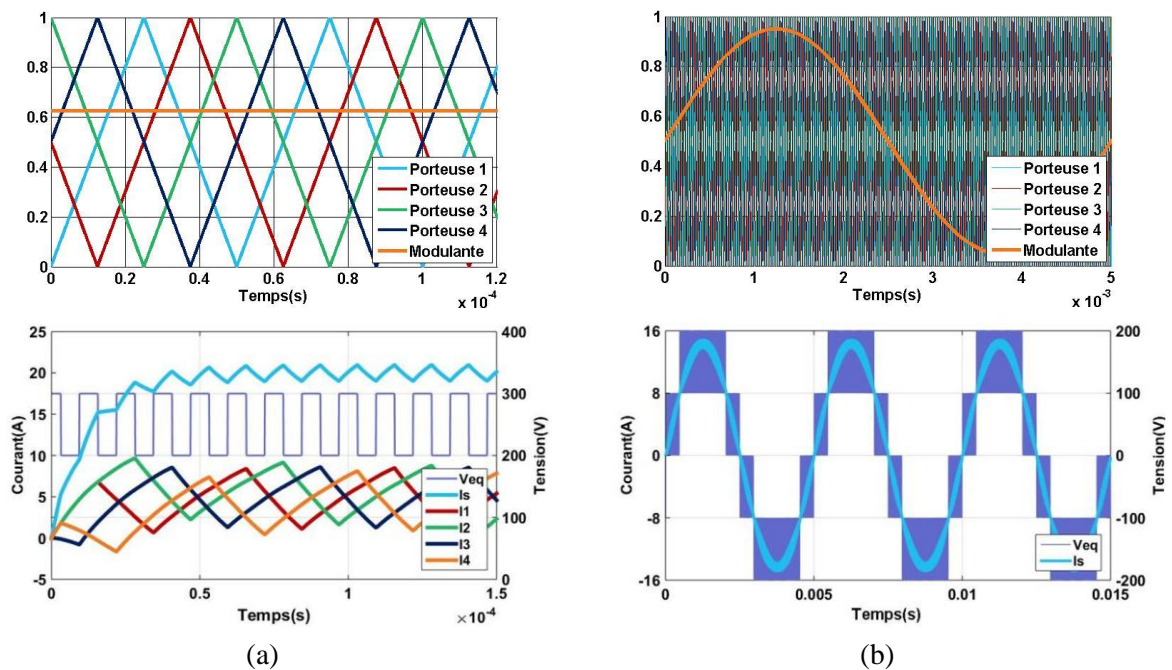 1
0.8
0.6
0.4
0.2
0
0 0.2 0.4 0.6 0.8 1 1.2
Temps(s)
x 10⁻⁴
Porteuse 1
Porteuse 2
Porteuse 3
Porteuse 4
Modulante
1
0.8
0.6
0.4
0.2
0
0 1 2 3 4 5
Temps(s)
x 10⁻³
Porteuse 1
Porteuse 2
Porteuse 3
Porteuse 4
Modulante
25
20
15
10
5
0
-5
Courant(A)
400
300
200
100
0
Tension(V)
Veq
Is
I1
I2
I3
I4
0 0.5 1 1.5
Temps(s)
×10⁻⁴
16
8
0
-8
-16
Courant(A)
200
100
0
-100
-200
Tension(V)
Veq
Is
0.005 0.01 0.015
Temps(s)
(a)
(b)